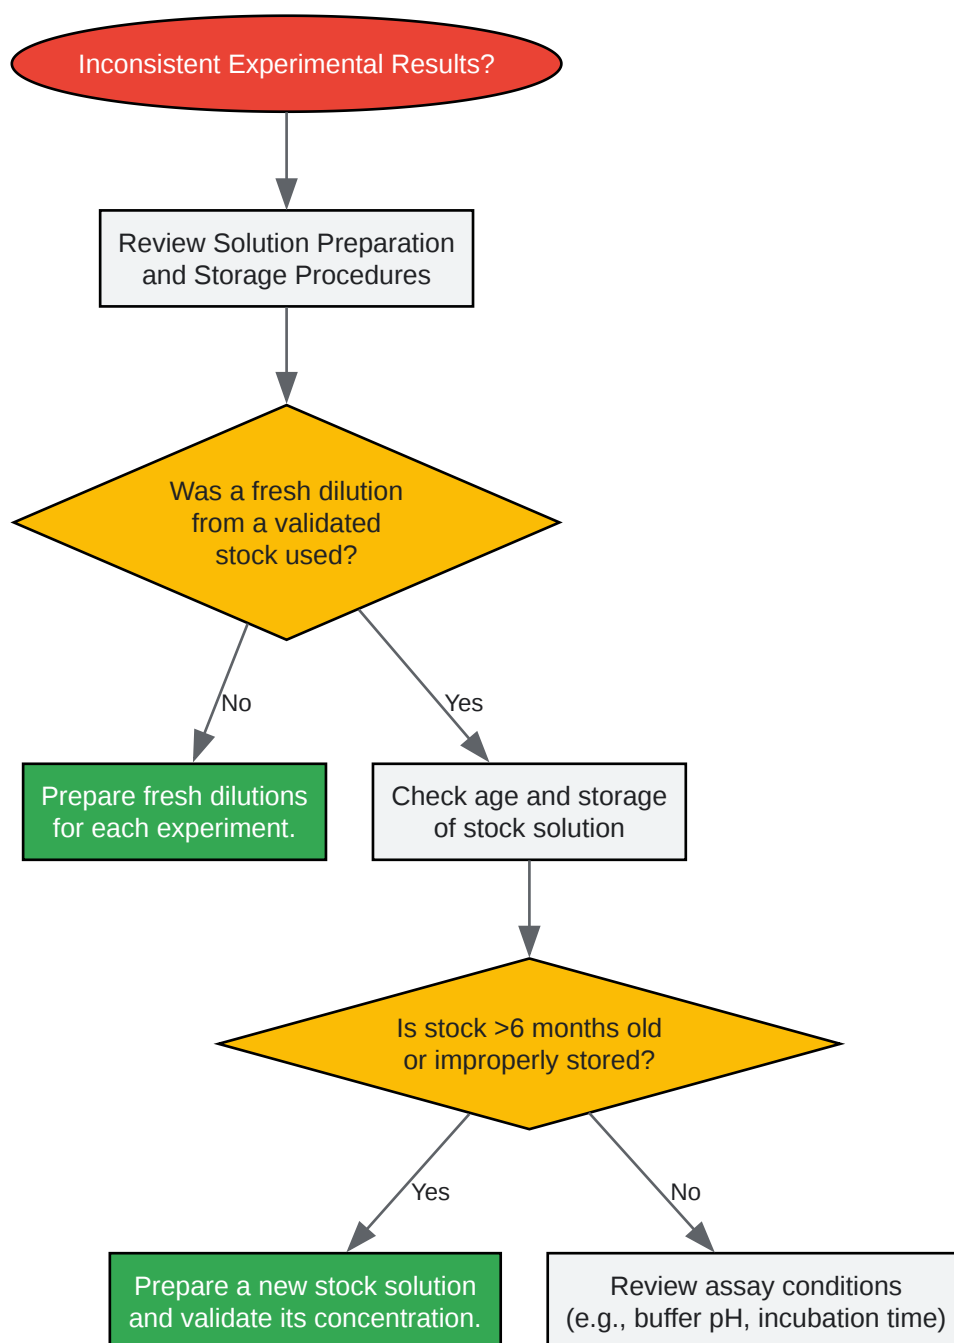 Inconsistent Experimental Results?
Review Solution Preparation
and Storage Procedures
Was a fresh dilution
from a validated
stock used?
No
Yes
Prepare fresh dilutions
for each experiment.
Check age and storage
of stock solution
Is stock >6 months old
or improperly stored?
Yes
No
Prepare a new stock solution
and validate its concentration.
Review assay conditions
(e.g., buffer pH, incubation time)